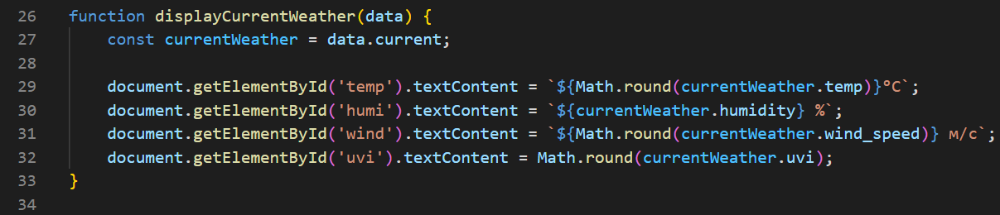 26 function displayCurrentWeather(data) {
27     const currentWeather = data.current;
28
29     document.getElementById('temp').textContent = `${Math.round(currentWeather.temp)}°C`;
30     document.getElementById('humi').textContent = `${currentWeather.humidity} %`;
31     document.getElementById('wind').textContent = `${Math.round(currentWeather.wind_speed)} м/с`;
32     document.getElementById('uvi').textContent = Math.round(currentWeather.uvi);
33 }
34